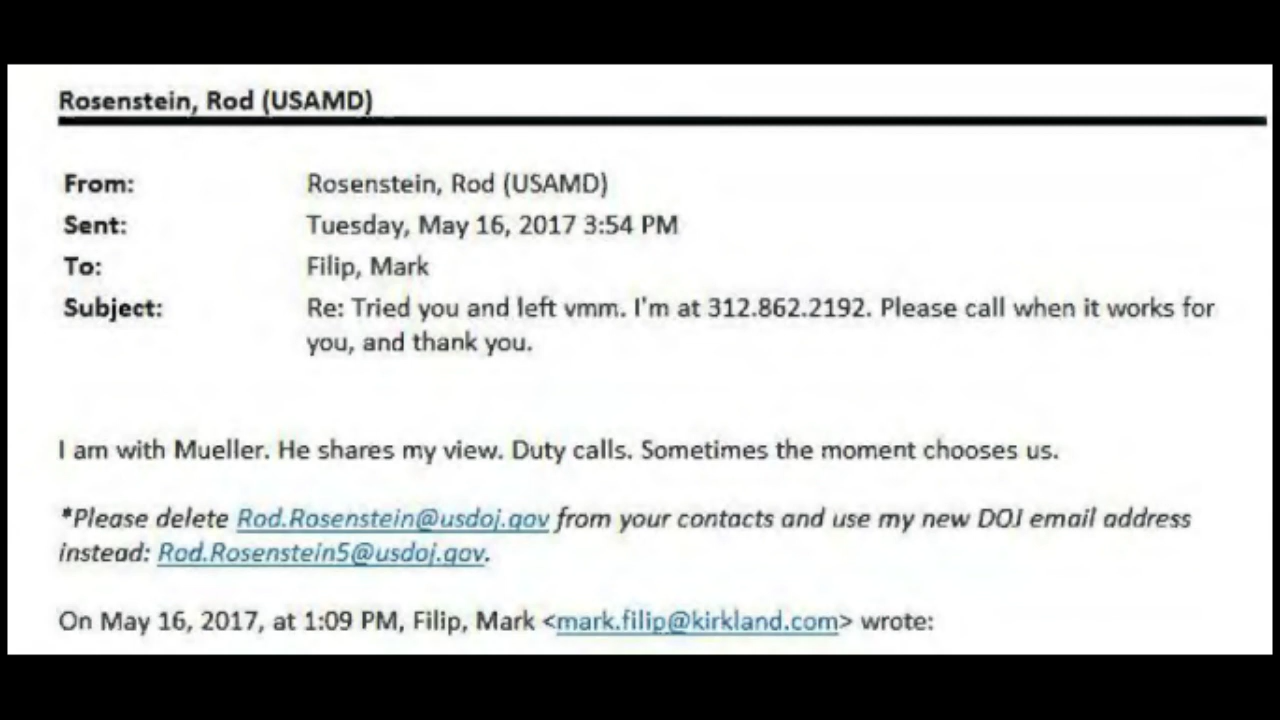 Rosenstein, Rod (USAMD)
From: Rosenstein, Rod (USAMD)
Sent: Tuesday, May 16, 2017 3:54 PM
To: Filip, Mark
Subject: Re: Tried you and left vmm. I'm at 312.862.2192. Please call when it works for
you, and thank you.
I am with Mueller. He shares my view. Duty calls. Sometimes the moment chooses us.
*Please delete Rod.Rosenstein@usdoj.gov from your contacts and use my new DOJ email address
instead: Rod.Rosenstein5@usdoj.gov.
On May 16, 2017, at 1:09 PM, Filip, Mark <mark.filip@kirkland.com> wrote: